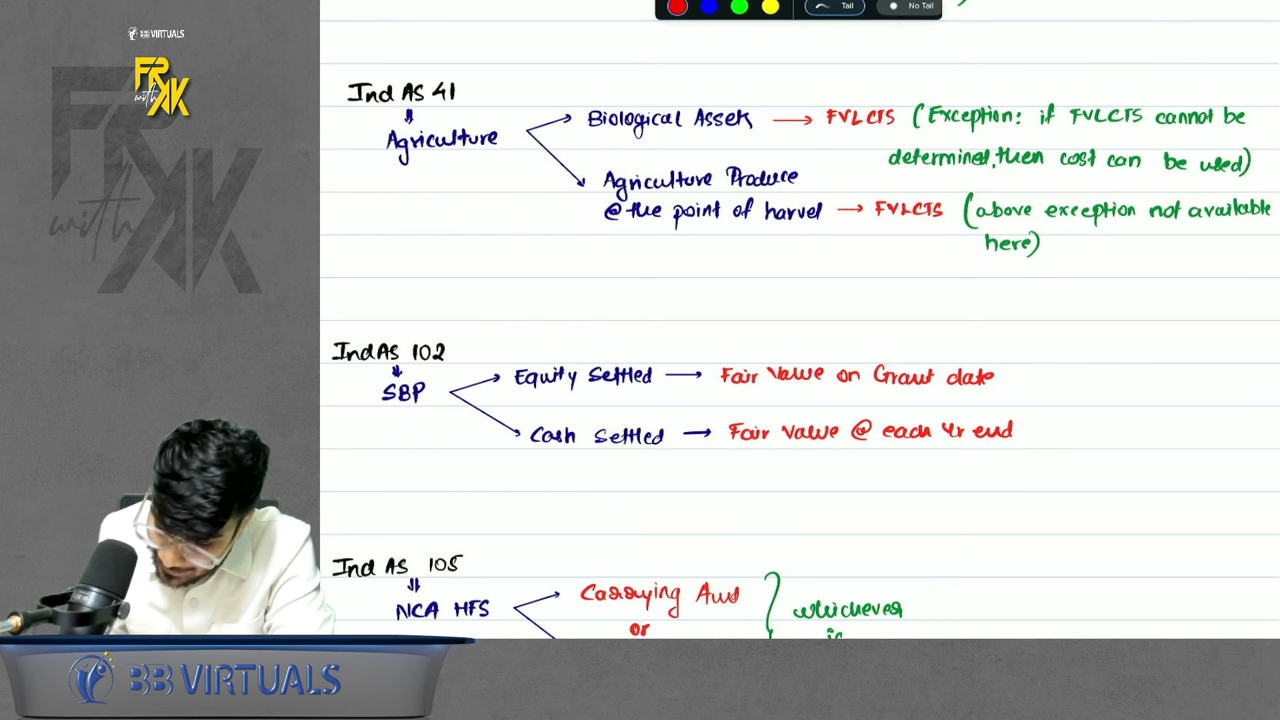 BB VIRTUALS
FR
with
AK
Tail
No Tail
Ind AS 41
Agriculture
Biological Assets → FVLCTS (Exception: if FVLCTS cannot be
determined, then cost can be used)
Agriculture Produce
@ the point of harvet → FVLCTS (above exception not available
here)
Ind AS 102
SBP
Equity Settled → Fair Value on Grant date
Cash Settled → Fair Value @ each Yr end
Ind AS 105
NCA HFS
Carrying Amt
or
whichever
is
BB VIRTUALS